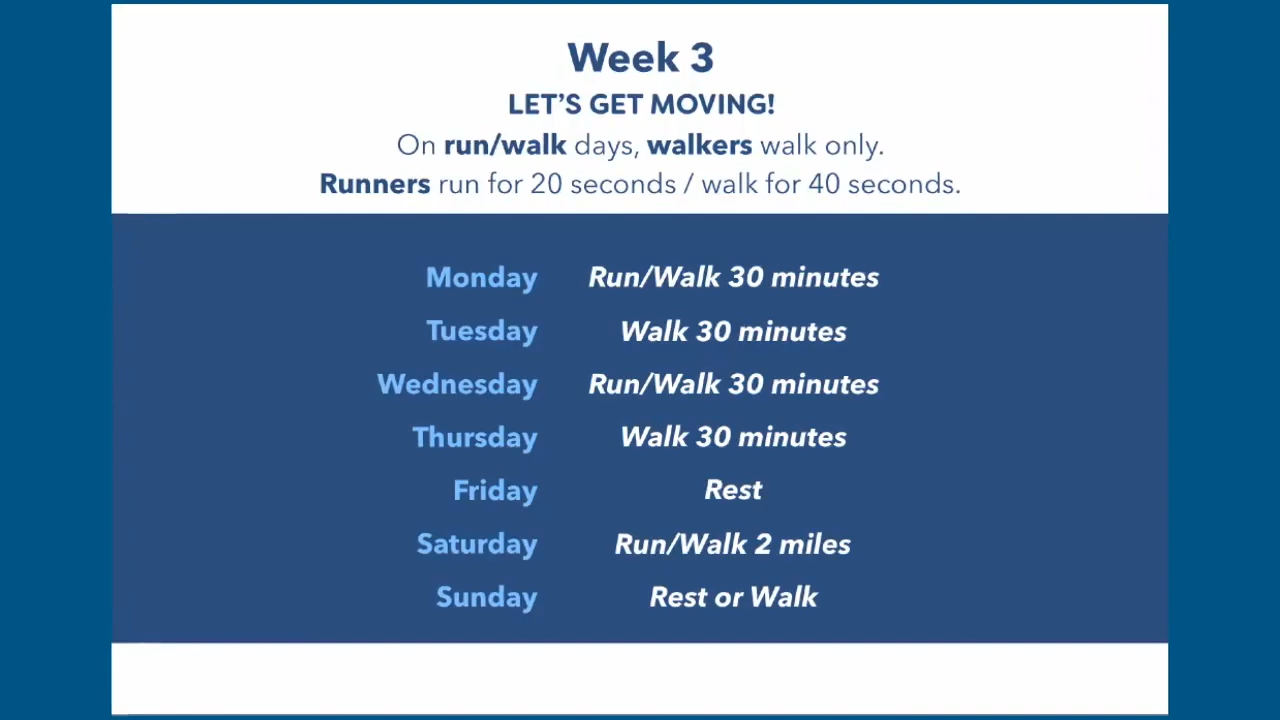 Week 3
LET'S GET MOVING!
On run/walk days, walkers walk only.
Runners run for 20 seconds / walk for 40 seconds.
Monday Run/Walk 30 minutes
Tuesday Walk 30 minutes
Wednesday Run/Walk 30 minutes
Thursday Walk 30 minutes
Friday Rest
Saturday Run/Walk 2 miles
Sunday Rest or Walk